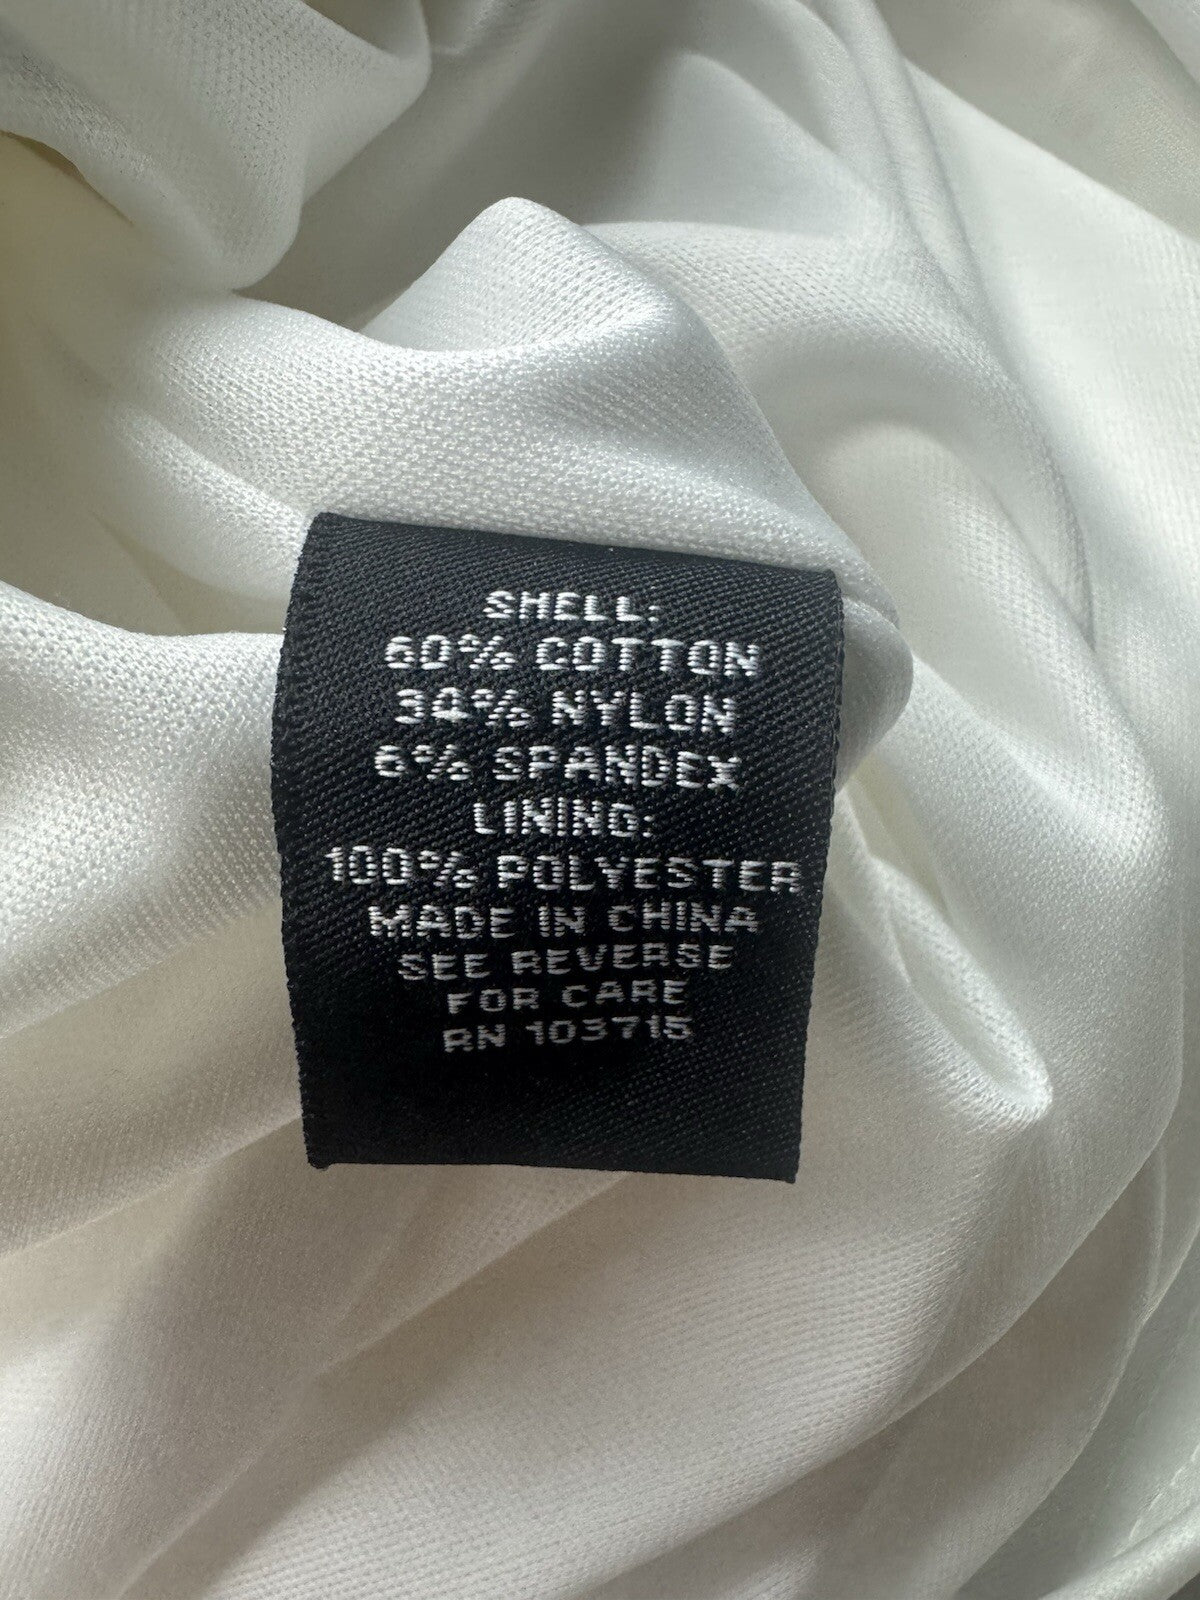 SHELL:
60% COTTON
34% NYLON
6% SPANDEX
LINING:
100% POLYESTER
MADE IN CHINA
SEE REVERSE
FOR CARE
RN 103715